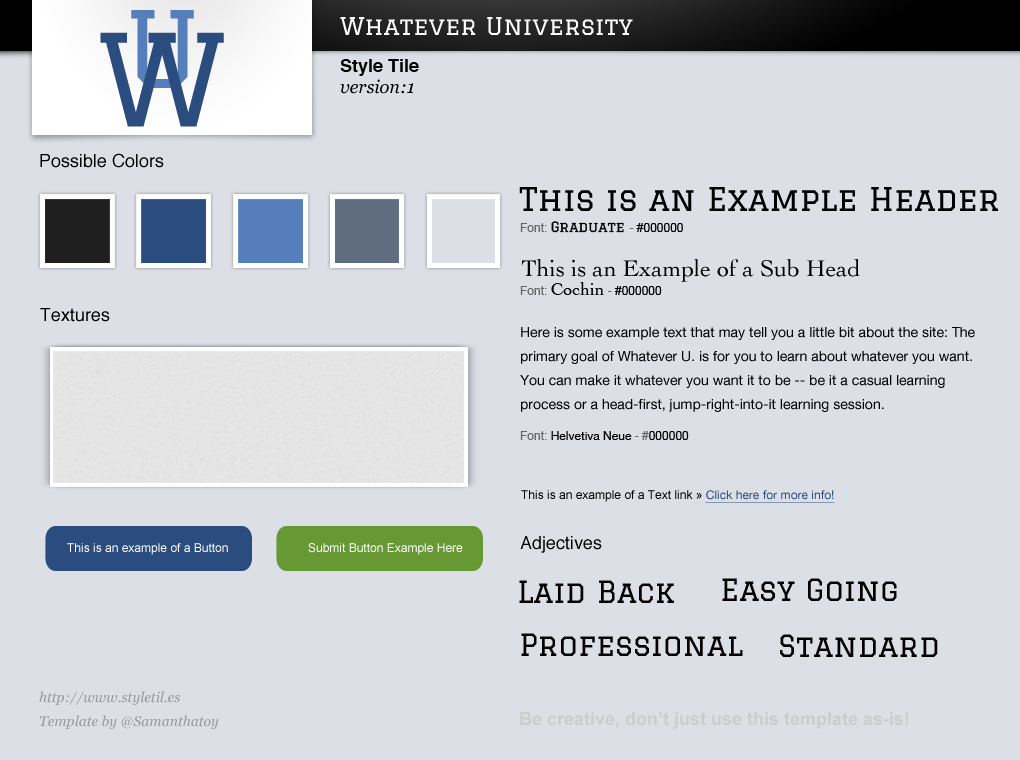 WU
Whatever University
Style Tile
version:1
Possible Colors
Textures
This is an example of a Button
Submit Button Example Here
http://www.styletil.es
Template by @Samanthatoy
This is an Example Header
Font: Graduate - #000000
This is an Example of a Sub Head
Font: Cochin - #000000
Here is some example text that may tell you a little bit about the site: The
primary goal of Whatever U. is for you to learn about whatever you want.
You can make it whatever you want it to be -- be it a casual learning
process or a head-first, jump-right-into-it learning session.
Font: Helvetiva Neue - #000000
This is an example of a Text link » Click here for more info!
Adjectives
Laid Back Easy Going
Professional Standard
Be creative, don't just use this template as-is!